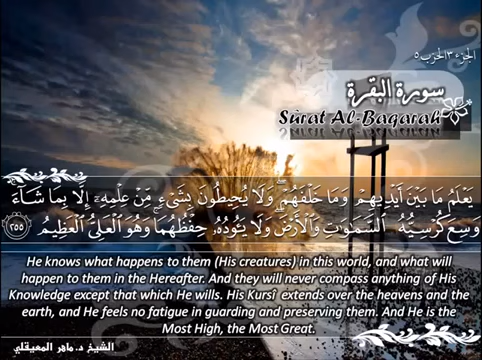 الجزء ٣ الحزب ٥
سورة البقرة
Sûrat Al-Baqarah
يَعْلَمُ مَا بَيْنَ أَيْدِيهِمْ وَمَا خَلْفَهُمْ ۖ وَلَا يُحِيطُونَ بِشَىْءٍ مِّنْ عِلْمِهِۦٓ إِلَّا بِمَا شَآءَ ۚ
وَسِعَ كُرْسِيُّهُ ٱلسَّمَـٰوَٰتِ وَٱلْأَرْضَ ۖ وَلَا يَـُٔودُهُۥ حِفْظُهُمَا ۚ وَهُوَ ٱلْعَلِىُّ ٱلْعَظِيمُ ٢٥٥
He knows what happens to them (His creatures) in this world, and what will
happen to them in the Hereafter. And they will never compass anything of His
Knowledge except that which He wills. His Kursî extends over the heavens and the
earth, and He feels no fatigue in guarding and preserving them. And He is the
Most High, the Most Great.
الشيخ د. ماهر المعيقلي